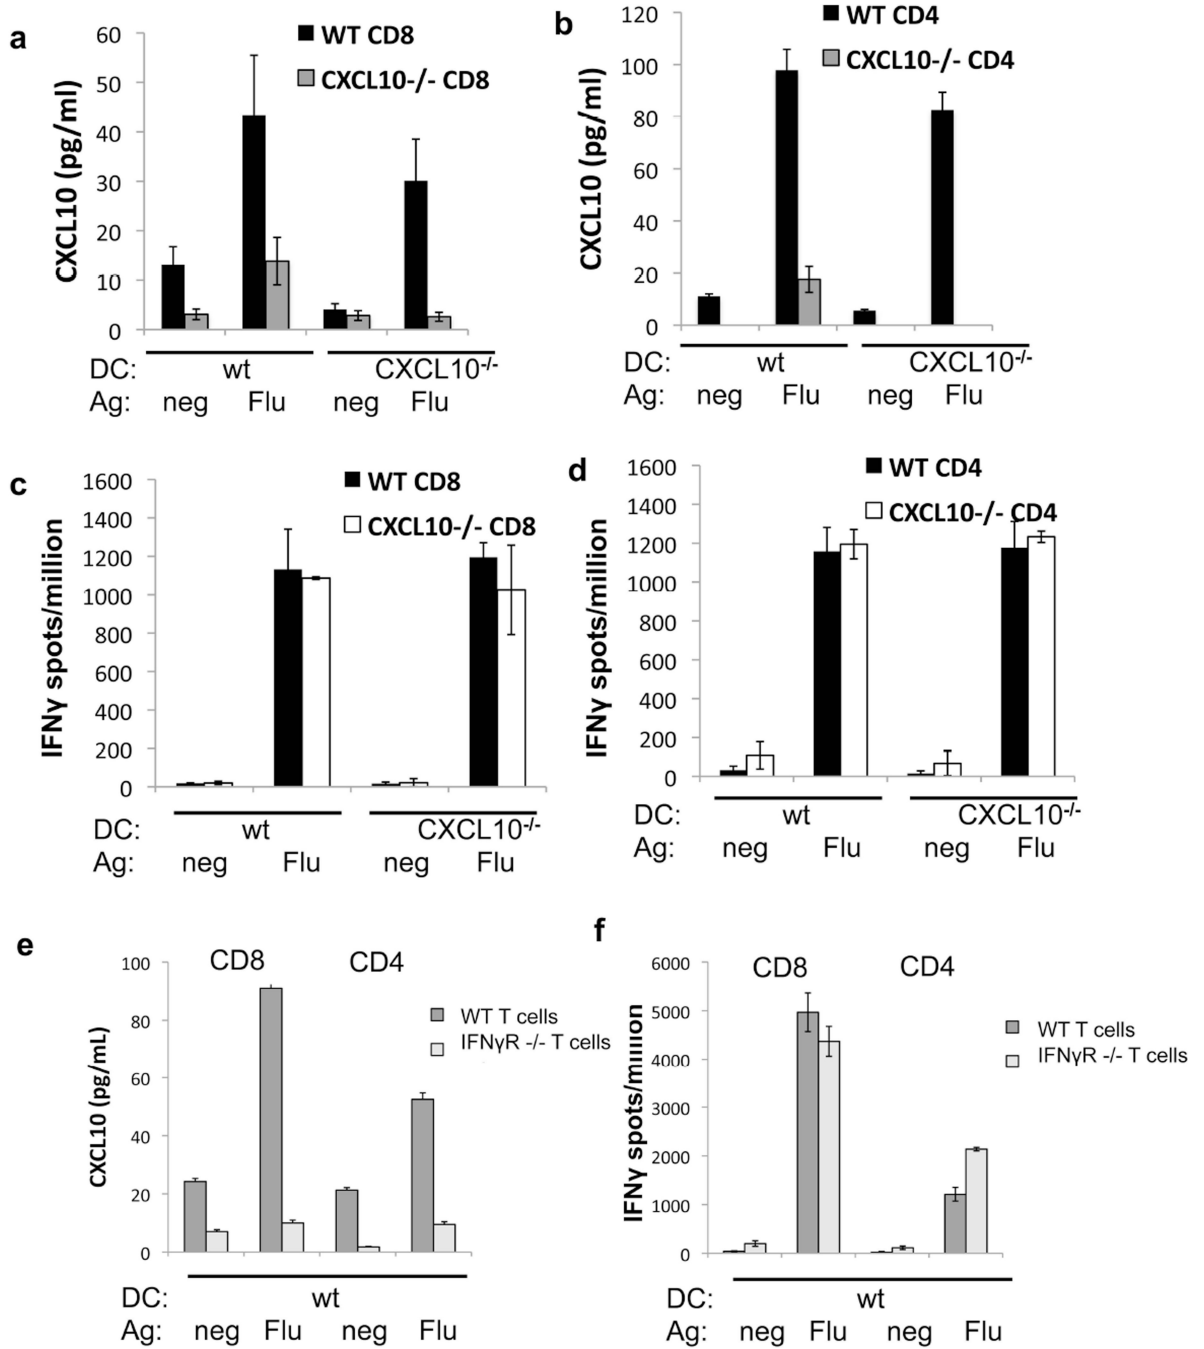 a
WT CD8
CXCL10-/- CD8
CXCL10 (pg/ml)
60
50
40
30
20
10
0
DC: wt CXCL10-/-
Ag: neg Flu neg Flu
b
WT CD4
CXCL10-/- CD4
CXCL10 (pg/ml)
120
100
80
60
40
20
0
DC: wt CXCL10-/-
Ag: neg Flu neg Flu
c
WT CD8
CXCL10-/- CD8
IFNγ spots/million
1600
1400
1200
1000
800
600
400
200
0
DC: wt CXCL10-/-
Ag: neg Flu neg Flu
d
WT CD4
CXCL10-/- CD4
IFNγ spots/million
1600
1400
1200
1000
800
600
400
200
0
DC: wt CXCL10-/-
Ag: neg Flu neg Flu
e
CD8 CD4
WT T cells
IFNγR -/- T cells
CXCL10 (pg/mL)
100
80
60
40
20
0
DC: wt
Ag: neg Flu neg Flu
f
CD8 CD4
WT T cells
IFNγR -/- T cells
IFNγ spots/million
6000
5000
4000
3000
2000
1000
0
DC: wt
Ag: neg Flu neg Flu